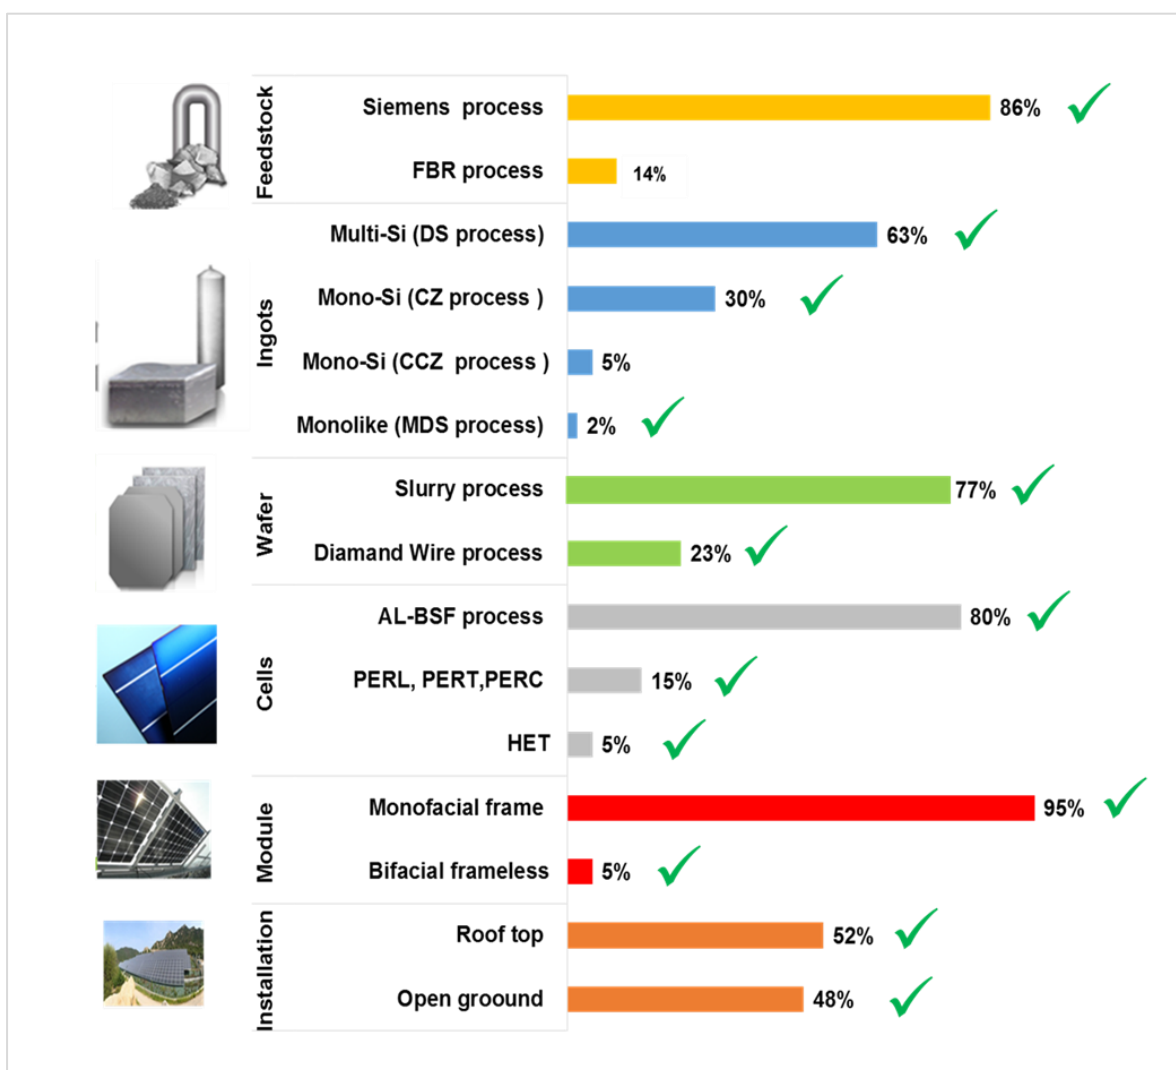 Feedstock
Siemens process 86%
FBR process 14%
Ingots
Multi-Si (DS process) 63%
Mono-Si (CZ process ) 30%
Mono-Si (CCZ process ) 5%
Monolike (MDS process) 2%
Wafer
Slurry process 77%
Diamand Wire process 23%
Cells
AL-BSF process 80%
PERL, PERT,PERC 15%
HET 5%
Module
Monofacial frame 95%
Bifacial frameless 5%
Installation
Roof top 52%
Open groound 48%